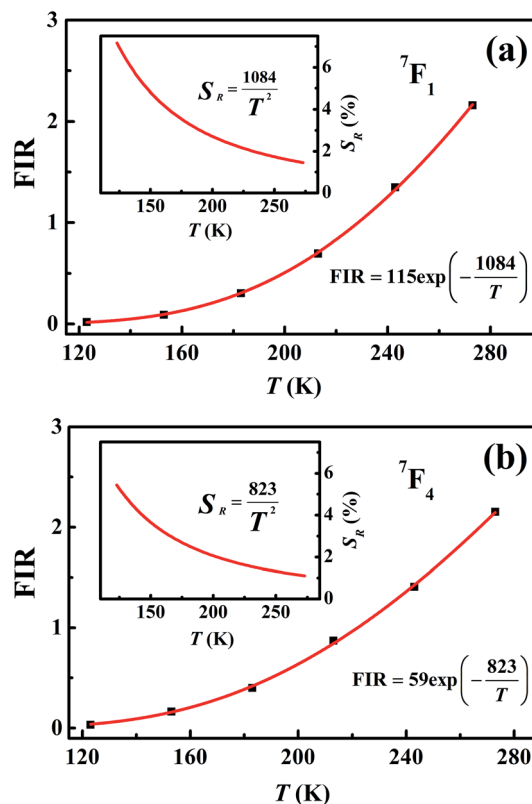 (a)
⁷F₁
S_R = 1084/T²
S_R (%)
6
4
2
0
150 200 250
T (K)
FIR = 115exp(−1084/T)
FIR
3
2
1
0
120 160 200 240 280
T (K)
(b)
⁷F₄
S_R = 823/T²
S_R (%)
6
4
2
0
150 200 250
T (K)
FIR = 59exp(−823/T)
FIR
3
2
1
0
120 160 200 240 280
T (K)